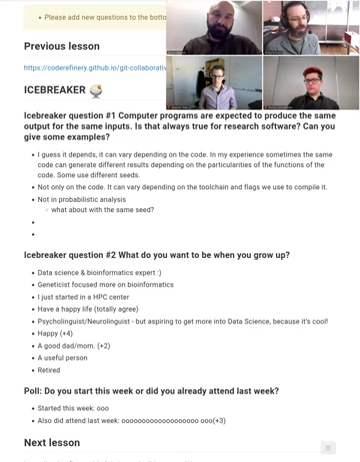 Please add new questions to the botto
Previous lesson
https://coderefinery.github.io/git-collaborativ
ICEBREAKER
Icebreaker question #1 Computer programs are expected to produce the same
output for the same inputs. Is that always true for research software? Can you
give some examples?
I guess it depends, it can vary depending on the code. In my experience sometimes the same
code can generate different results depending on the particularities of the functions of the
code. Some use different seeds.
Not only on the code. It can vary depending on the toolchain and flags we use to compile it.
Not in probabilistic analysis
what about with the same seed?
Icebreaker question #2 What do you want to be when you grow up?
Data science & bioinformatics expert :)
Geneticist focused more on bioinformatics
I just started in a HPC center
Have a happy life (totally agree)
Psycholinguist/Neurolinguist - but aspiring to get more into Data Science, because it's cool!
Happy (+4)
A good dad/mom. (+2)
A useful person
Retired
Poll: Do you start this week or did you already attend last week?
Started this week: ooo
Also did attend last week: ooooooooooooooooooo ooo(+3)
Next lesson